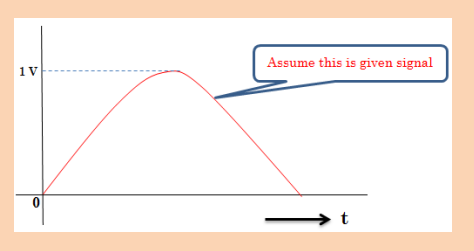 Assume this is given signal
1 V
0
t